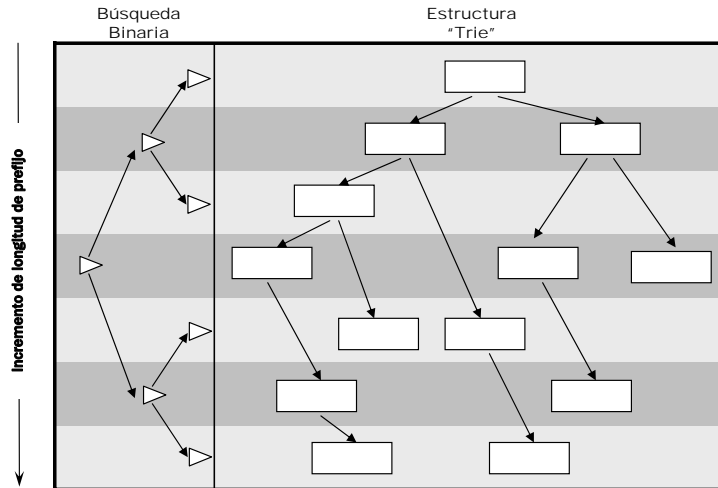 Búsqueda
Binaria
Estructura
"Trie"
Incremento de longitud de prefijo